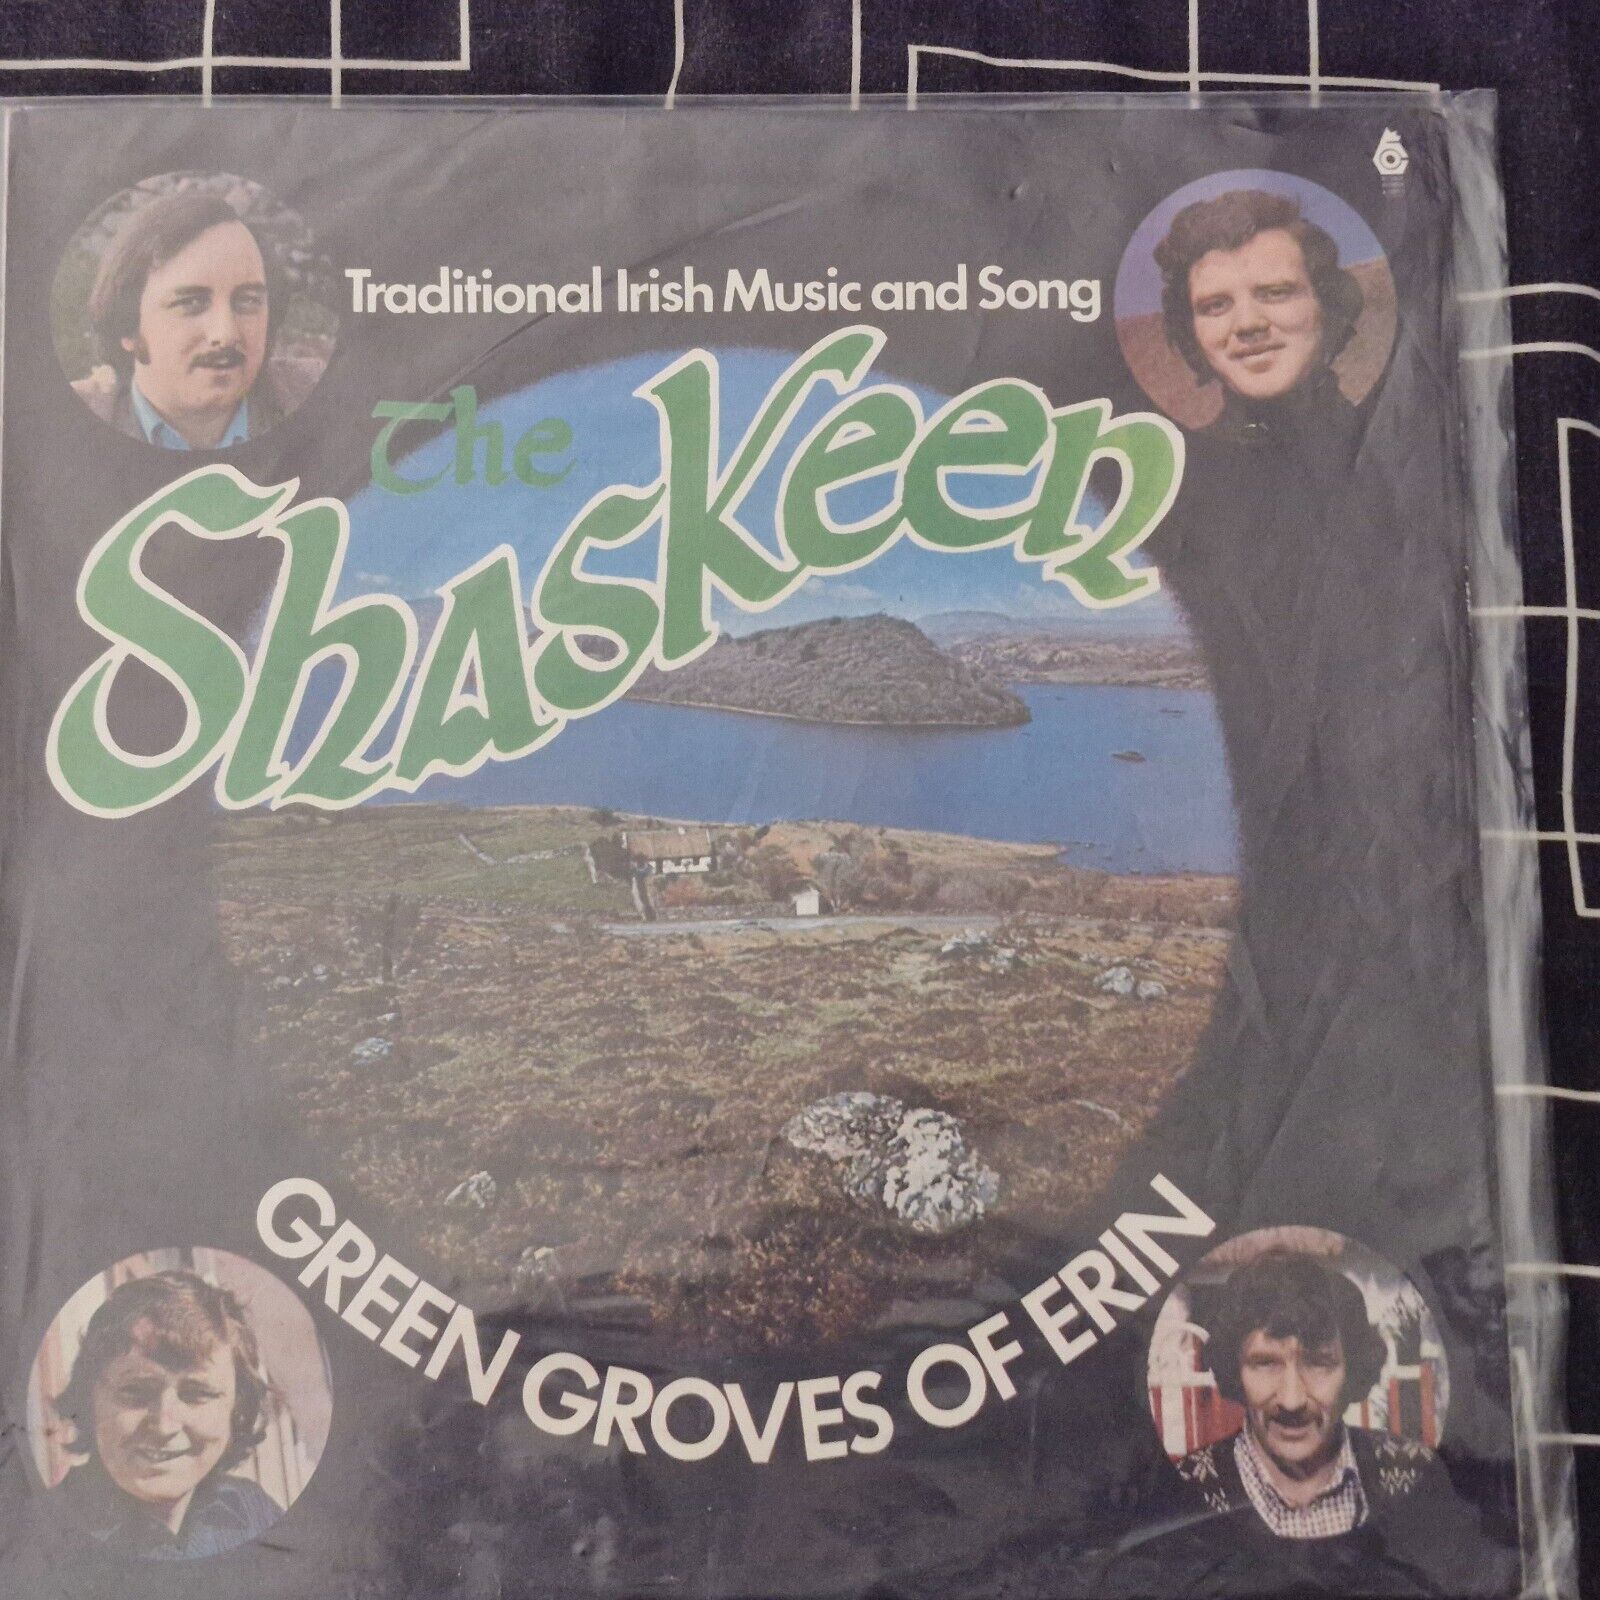 Traditional Irish Music and Song
The
Shaskeen
GREEN GROVES OF ERIN